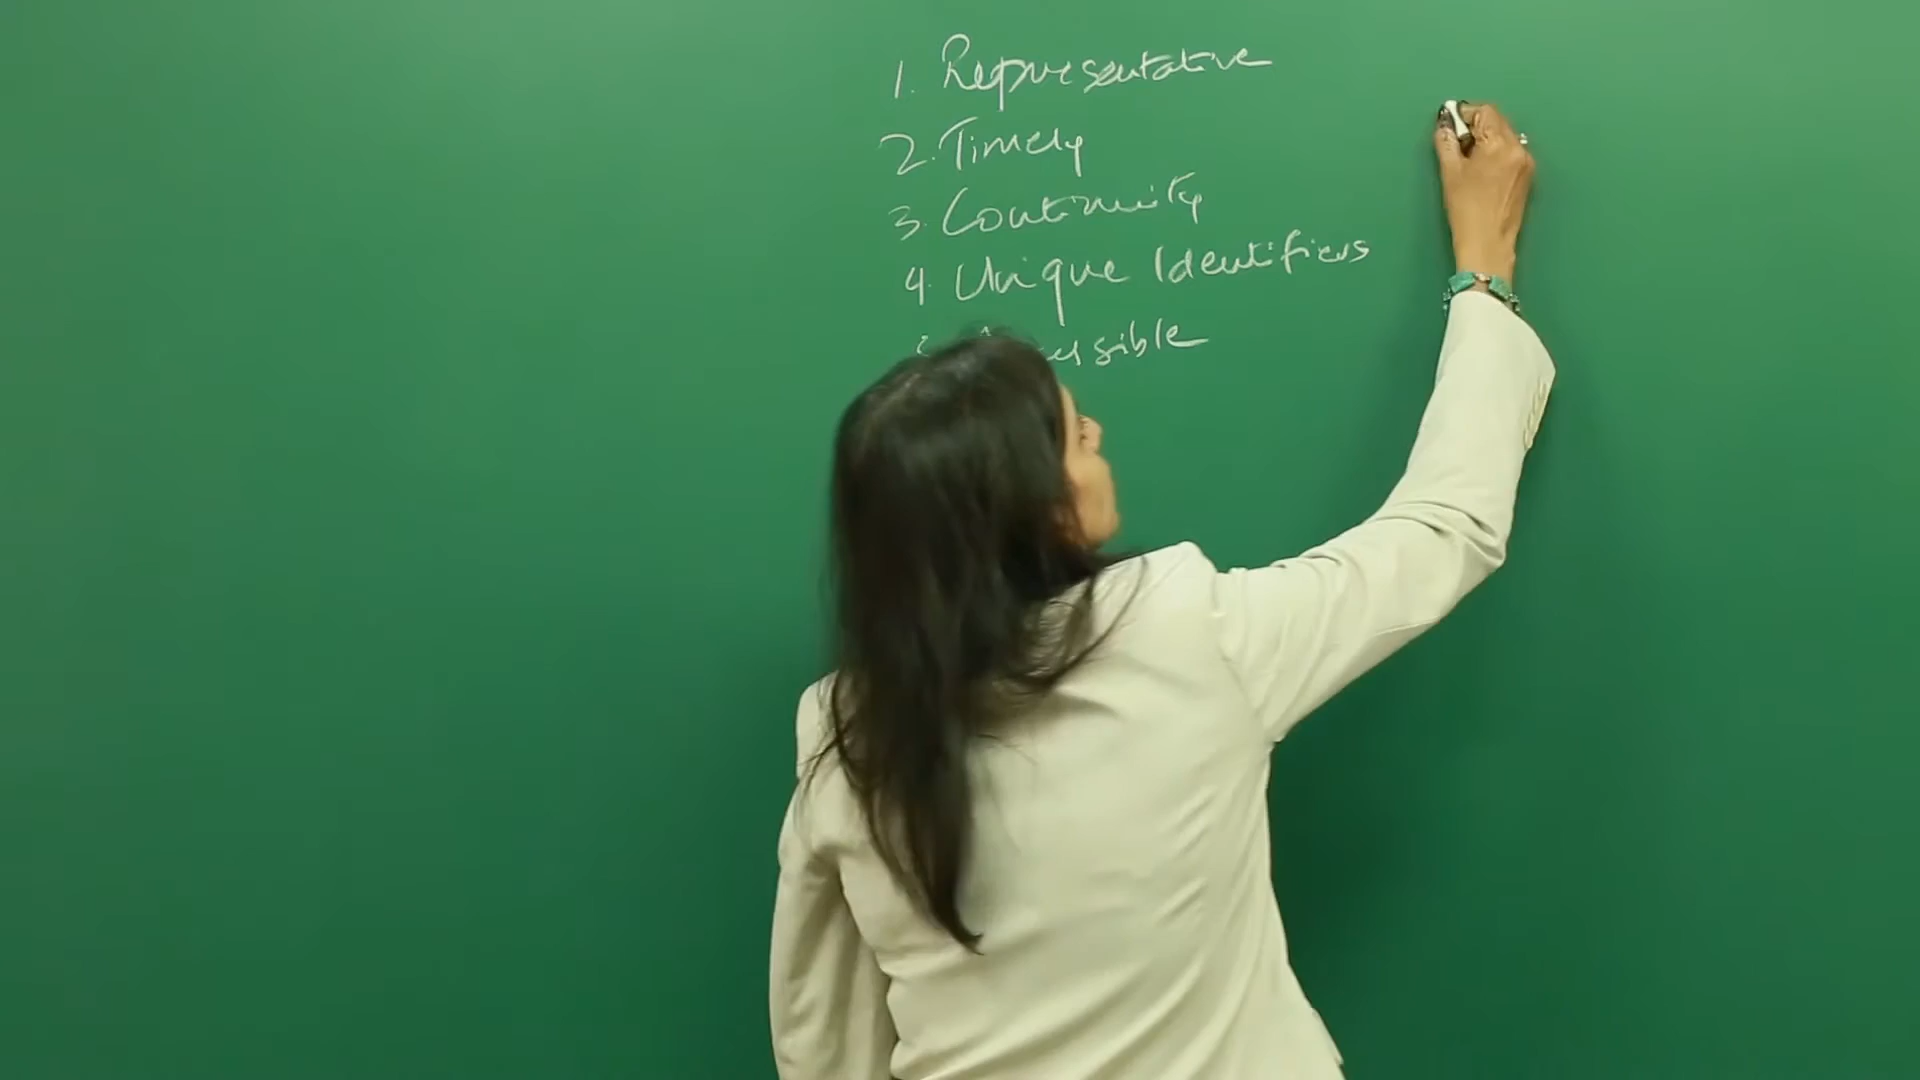 1. Representative
2. Timely
3. Continuity
4. Unique Identifiers